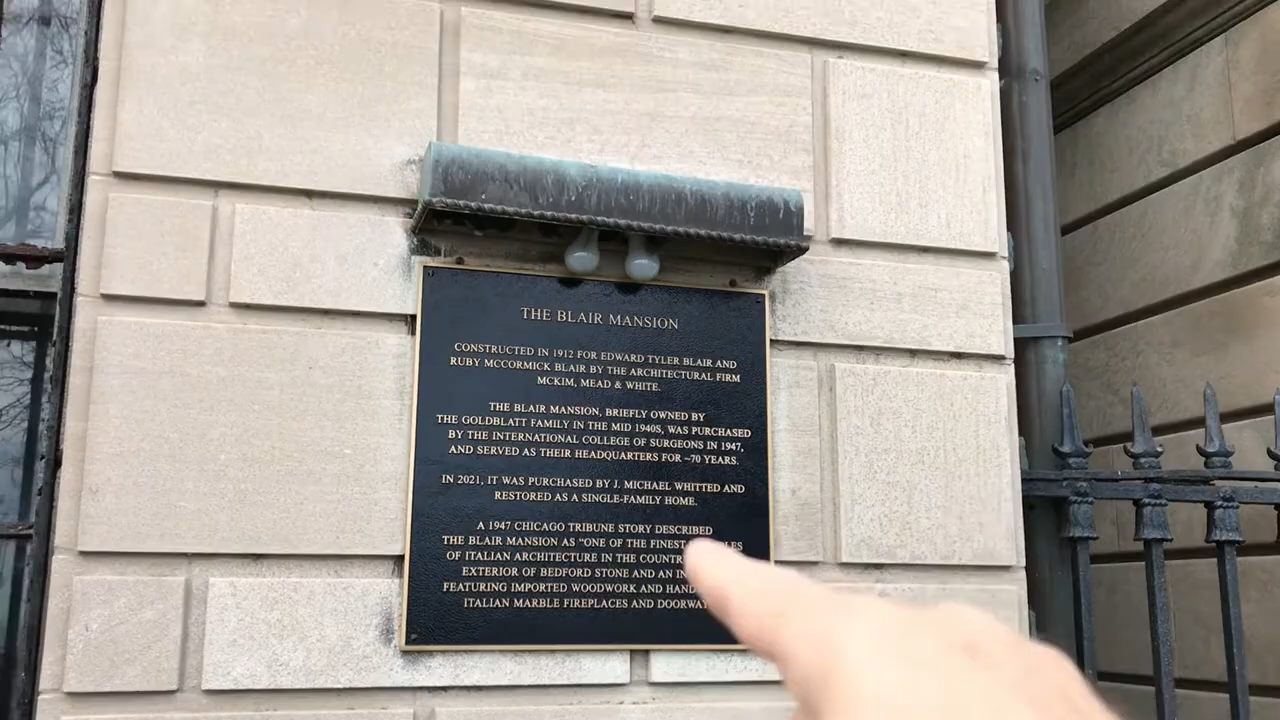 THE BLAIR MANSION
CONSTRUCTED IN 1912 FOR EDWARD TYLER BLAIR AND
RUBY MCCORMICK BLAIR BY THE ARCHITECTURAL FIRM
MCKIM, MEAD & WHITE.
THE BLAIR MANSION, BRIEFLY OWNED BY
THE GOLDBLATT FAMILY IN THE MID 1940S, WAS PURCHASED
BY THE INTERNATIONAL COLLEGE OF SURGEONS IN 1947,
AND SERVED AS THEIR HEADQUARTERS FOR ~70 YEARS.
IN 2021, IT WAS PURCHASED BY J. MICHAEL WHITTED AND
RESTORED AS A SINGLE-FAMILY HOME.
A 1947 CHICAGO TRIBUNE STORY DESCRIBED
THE BLAIR MANSION AS "ONE OF THE FINEST
OF ITALIAN ARCHITECTURE IN THE
EXTERIOR OF BEDFORD STONE AND AN
FEATURING IMPORTED WOODWORK AND
ITALIAN MARBLE FIREPLACES AND